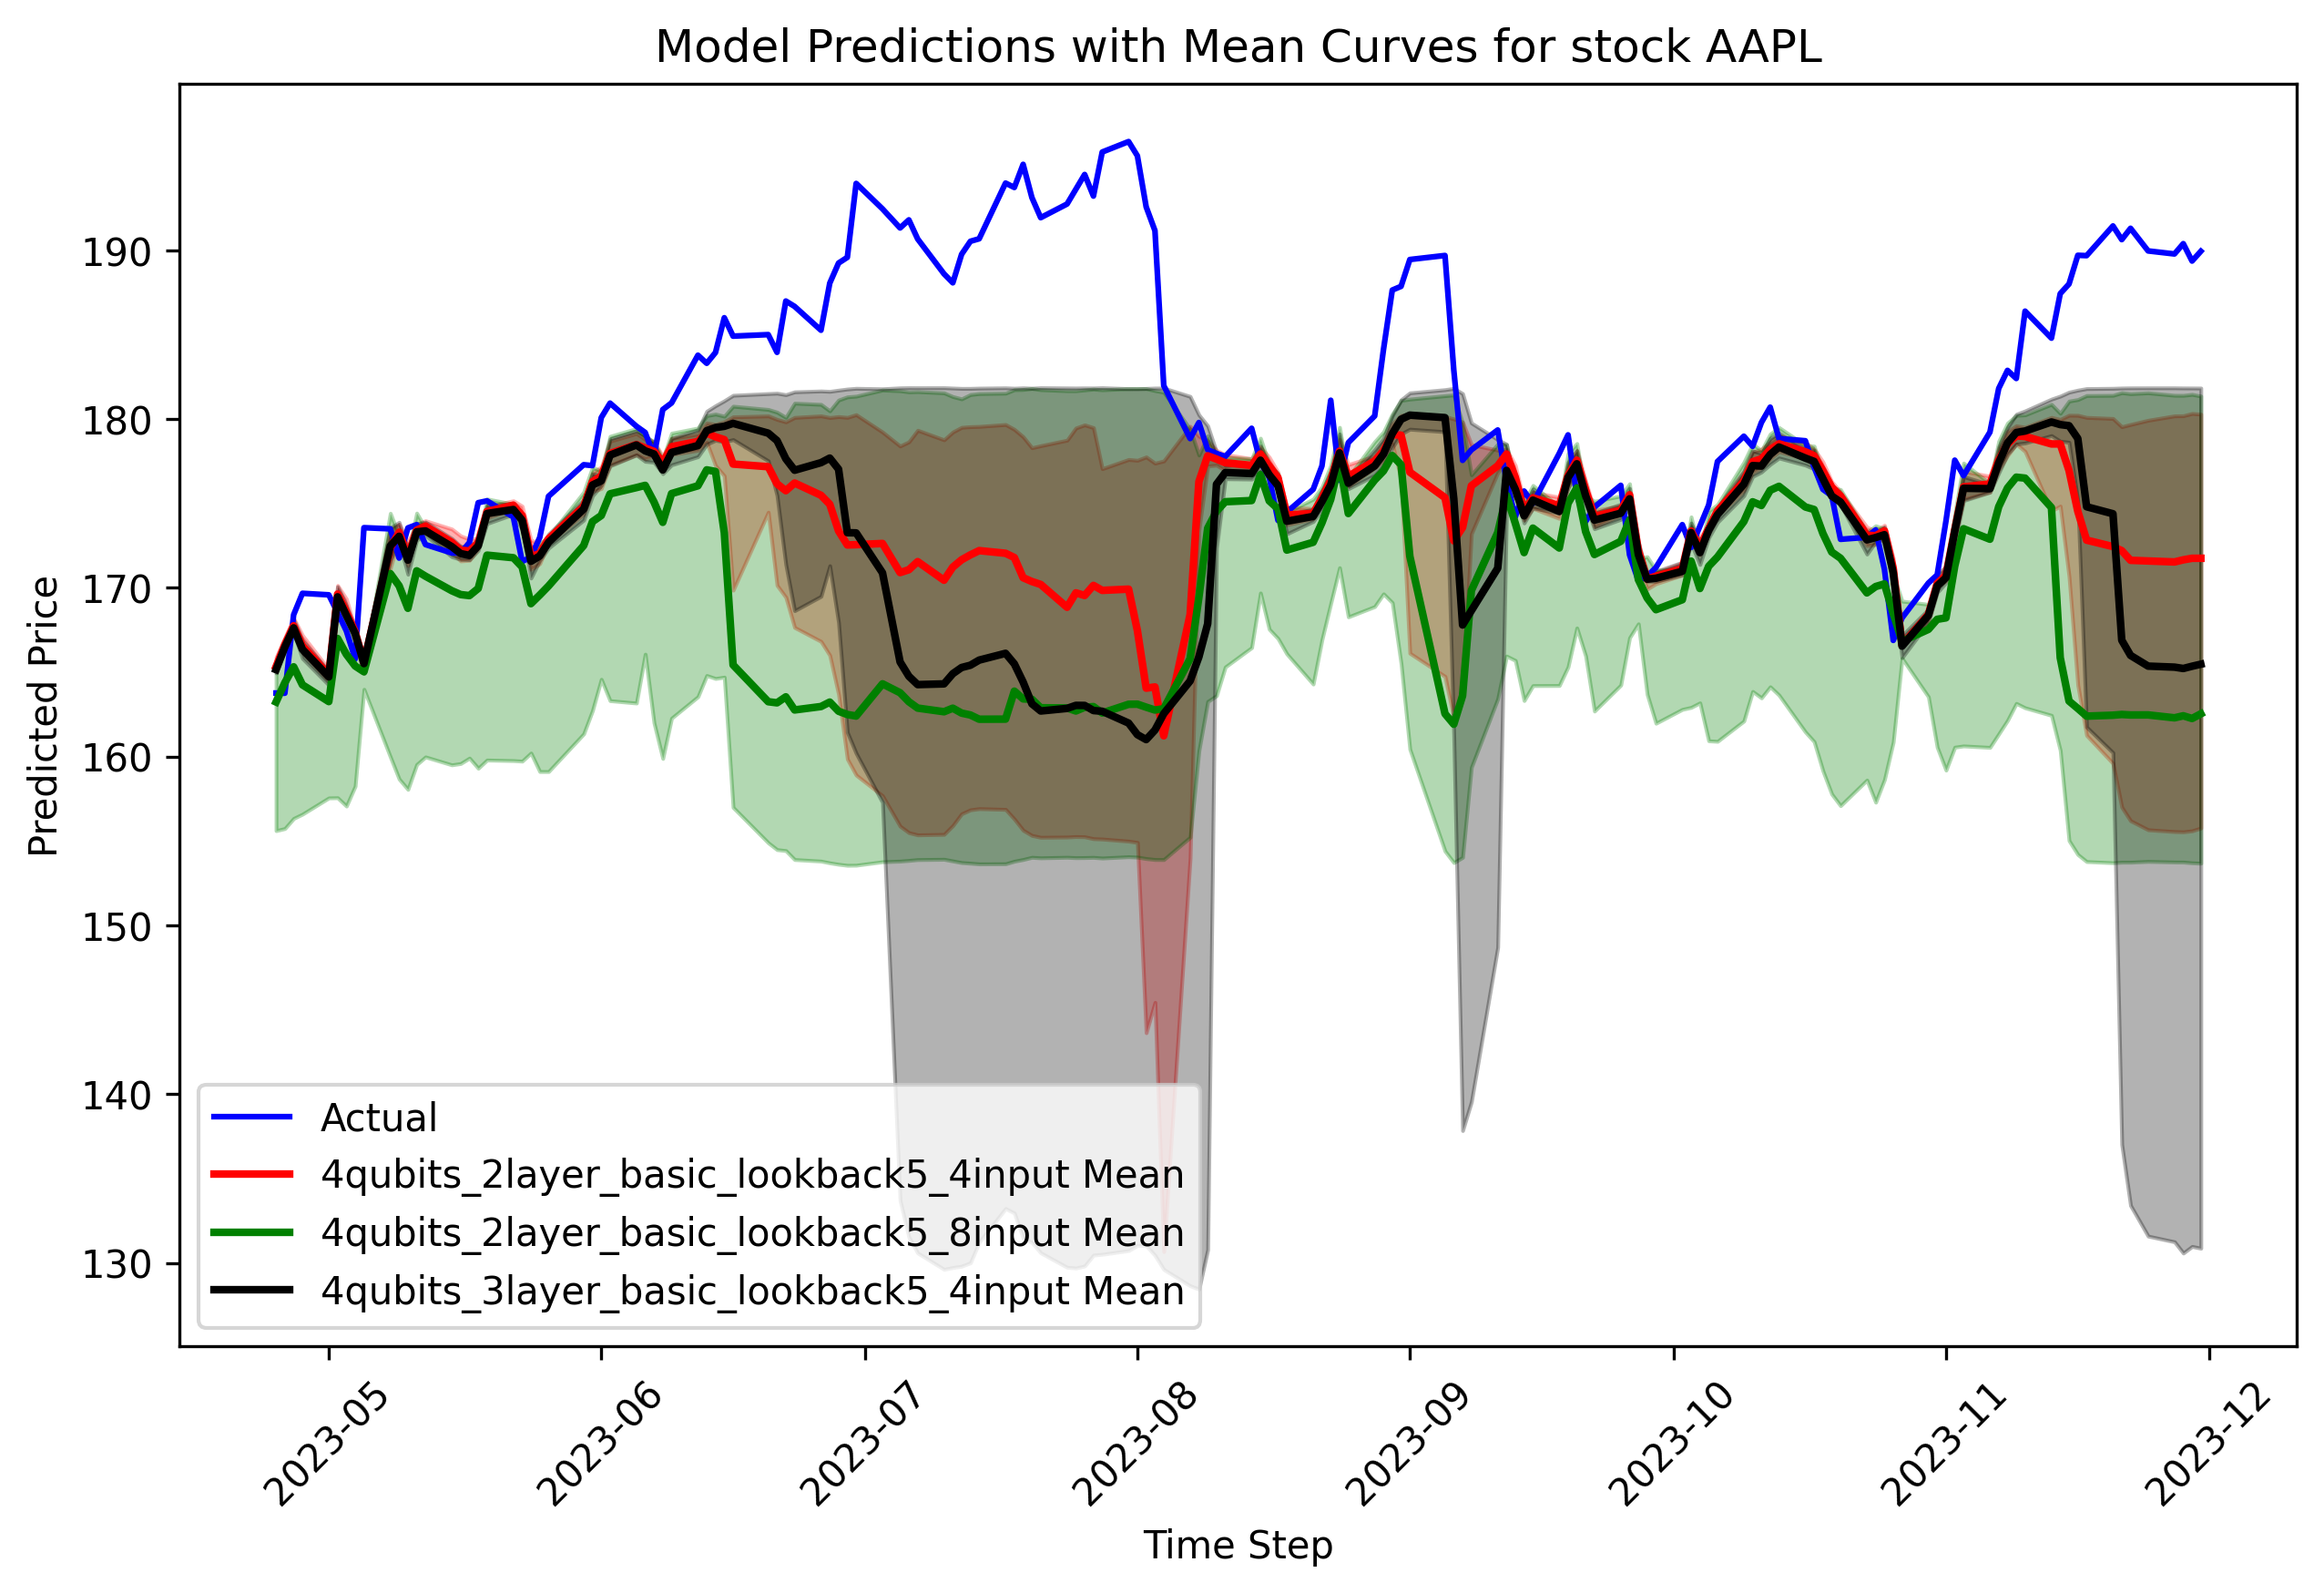 Model Predictions with Mean Curves for stock AAPL
Predicted Price
190
180
170
160
150
140
130
Actual
4qubits_2layer_basic_lookback5_4input Mean
4qubits_2layer_basic_lookback5_8input Mean
4qubits_3layer_basic_lookback5_4input Mean
2023-05
2023-06
2023-07
2023-08
2023-09
2023-10
2023-11
2023-12
Time Step